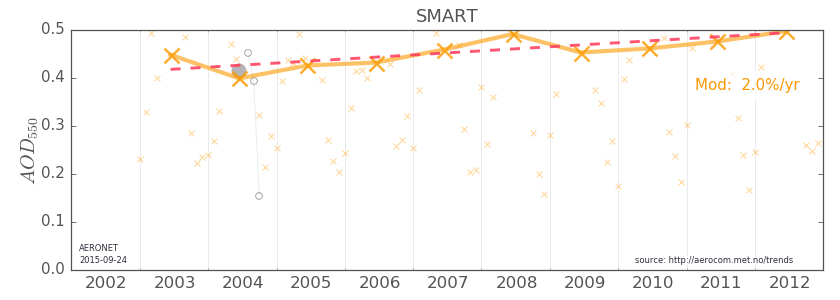 SMART
0.5
0.4
0.3
0.2
0.1
0.0
AOD550
Mod: 2.0%/yr
AERONET
2015-09-24
source: http://aerocom.met.no/trends
2002 2003 2004 2005 2006 2007 2008 2009 2010 2011 2012